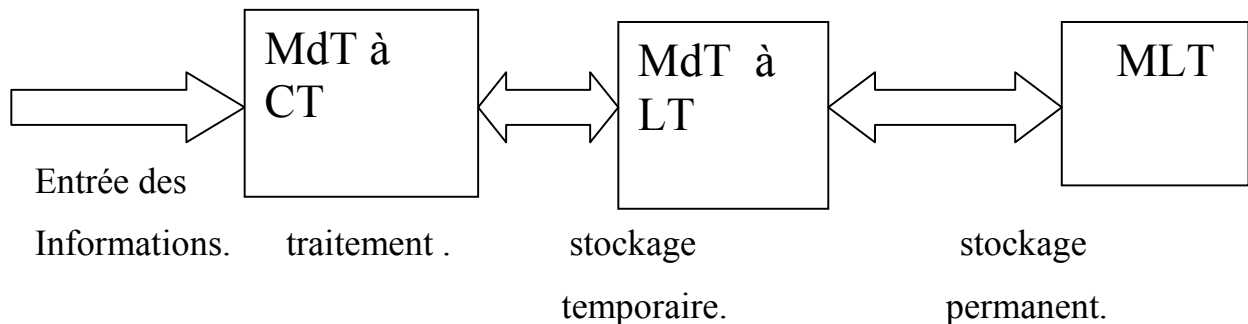 MdT à
CT
MdT à
LT
MLT
Entrée des
Informations. traitement . stockage stockage
temporaire. permanent.